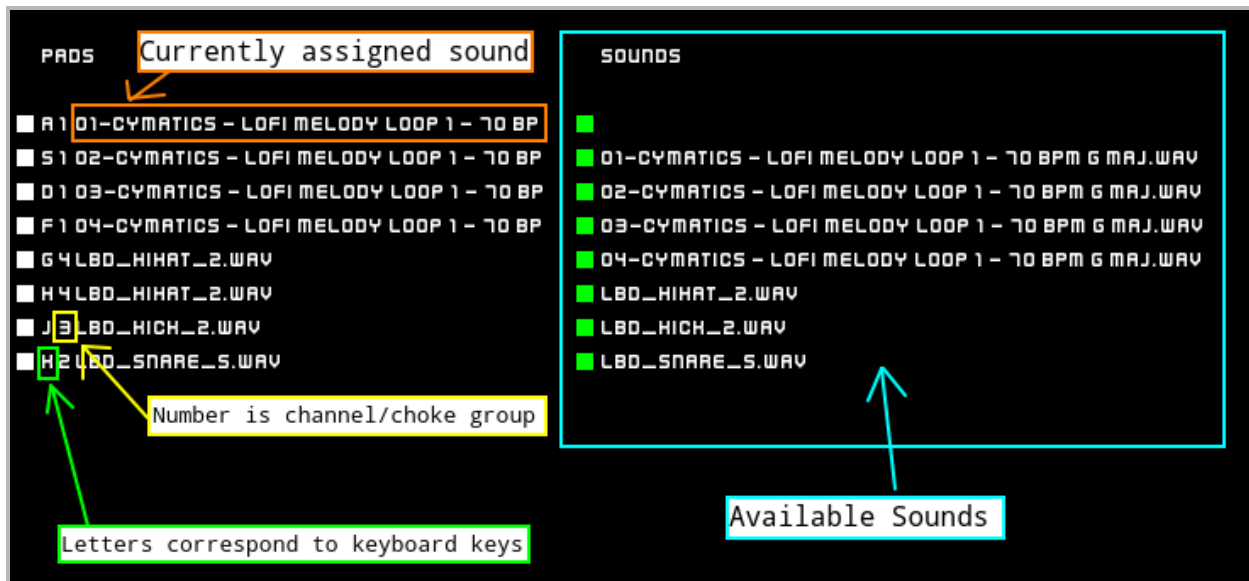 PADS
Currently assigned sound
A 1 01-CYMATICS - LOFI MELODY LOOP 1 - 70 BP
S 1 02-CYMATICS - LOFI MELODY LOOP 1 - 70 BP
D 1 03-CYMATICS - LOFI MELODY LOOP 1 - 70 BP
F 1 04-CYMATICS - LOFI MELODY LOOP 1 - 70 BP
G 4 LBD_HIHAT_2.WAV
H 4 LBD_HIHAT_2.WAV
J 3 LBD_HICH_2.WAV
H 2 LBD_SNARE_S.WAV
Number is channel/choke group
Letters correspond to keyboard keys
SOUNDS
01-CYMATICS - LOFI MELODY LOOP 1 - 70 BPM G MAJ.WAV
02-CYMATICS - LOFI MELODY LOOP 1 - 70 BPM G MAJ.WAV
03-CYMATICS - LOFI MELODY LOOP 1 - 70 BPM G MAJ.WAV
04-CYMATICS - LOFI MELODY LOOP 1 - 70 BPM G MAJ.WAV
LBD_HIHAT_2.WAV
LBD_HICH_2.WAV
LBD_SNARE_S.WAV
Available Sounds